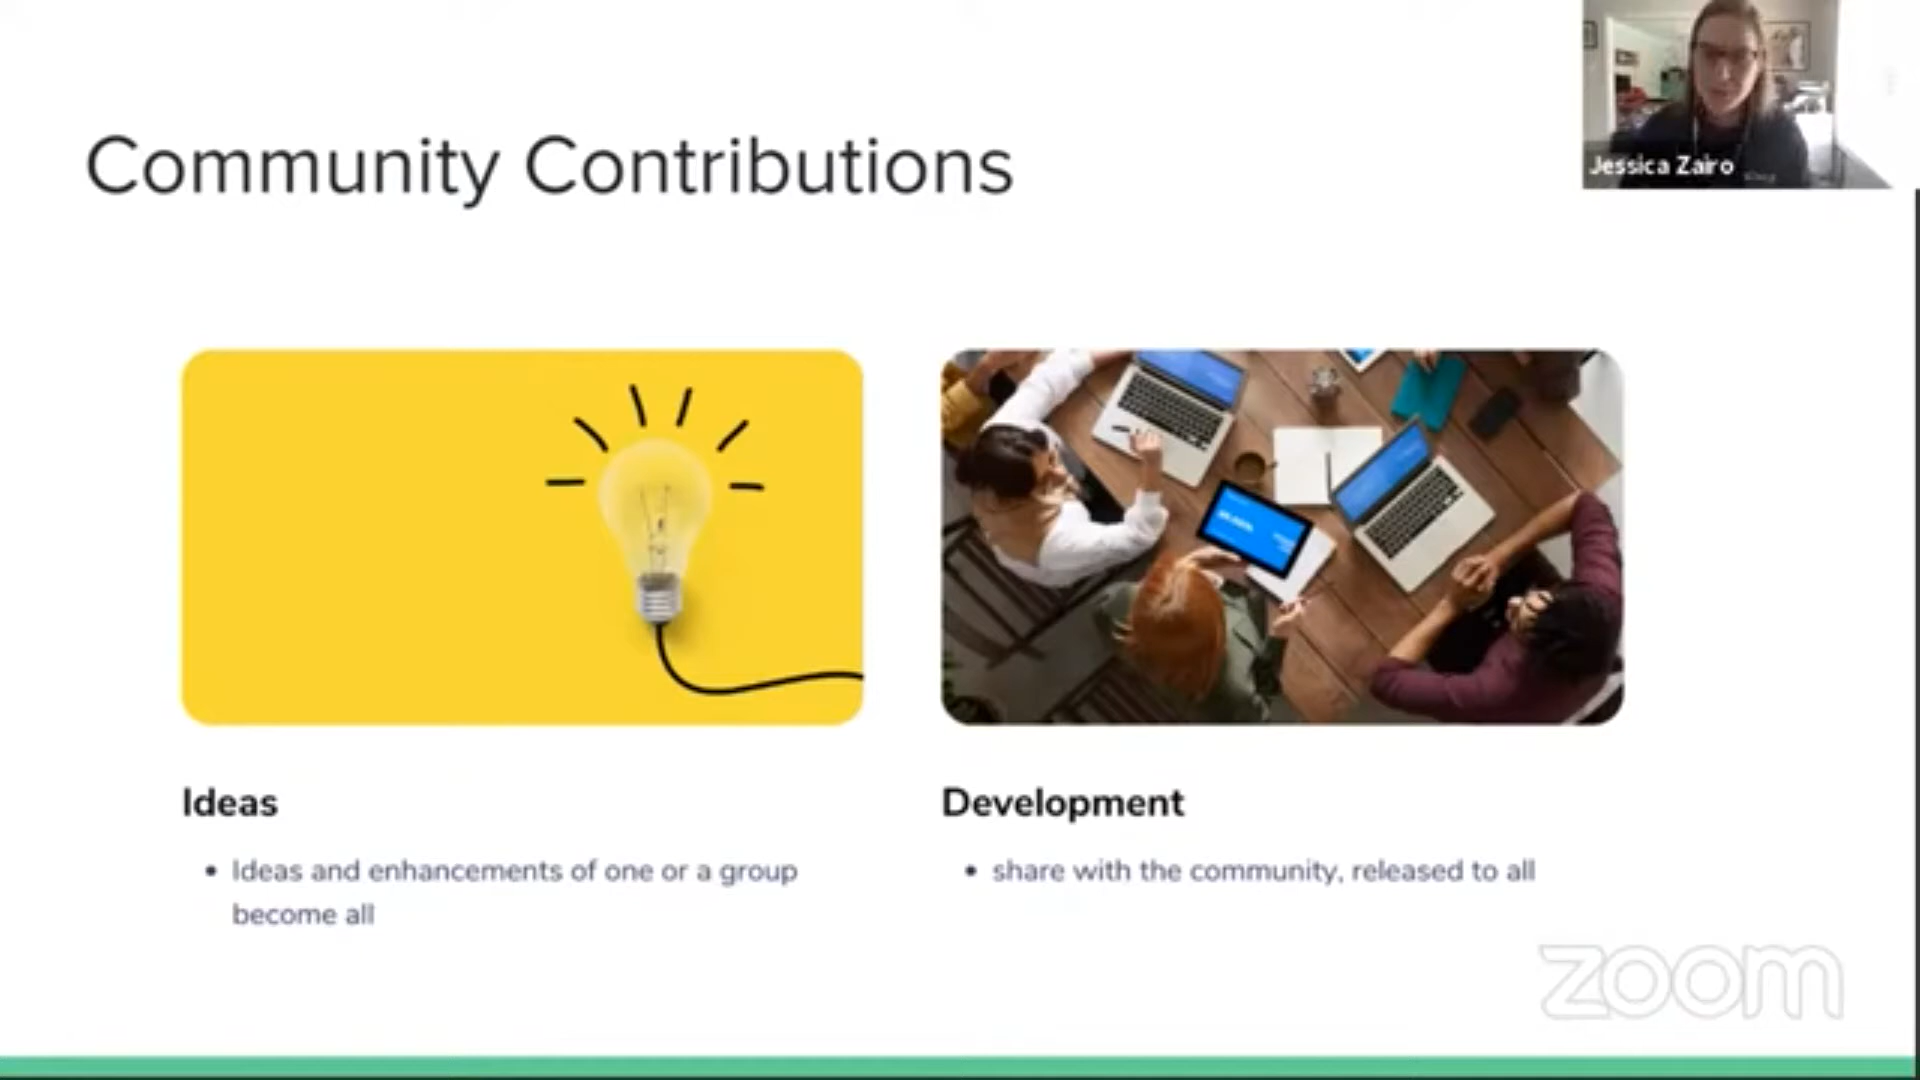 Community Contributions
Jessica Zairo
Ideas
• Ideas and enhancements of one or a group
become all
Development
• share with the community, released to all
zoom